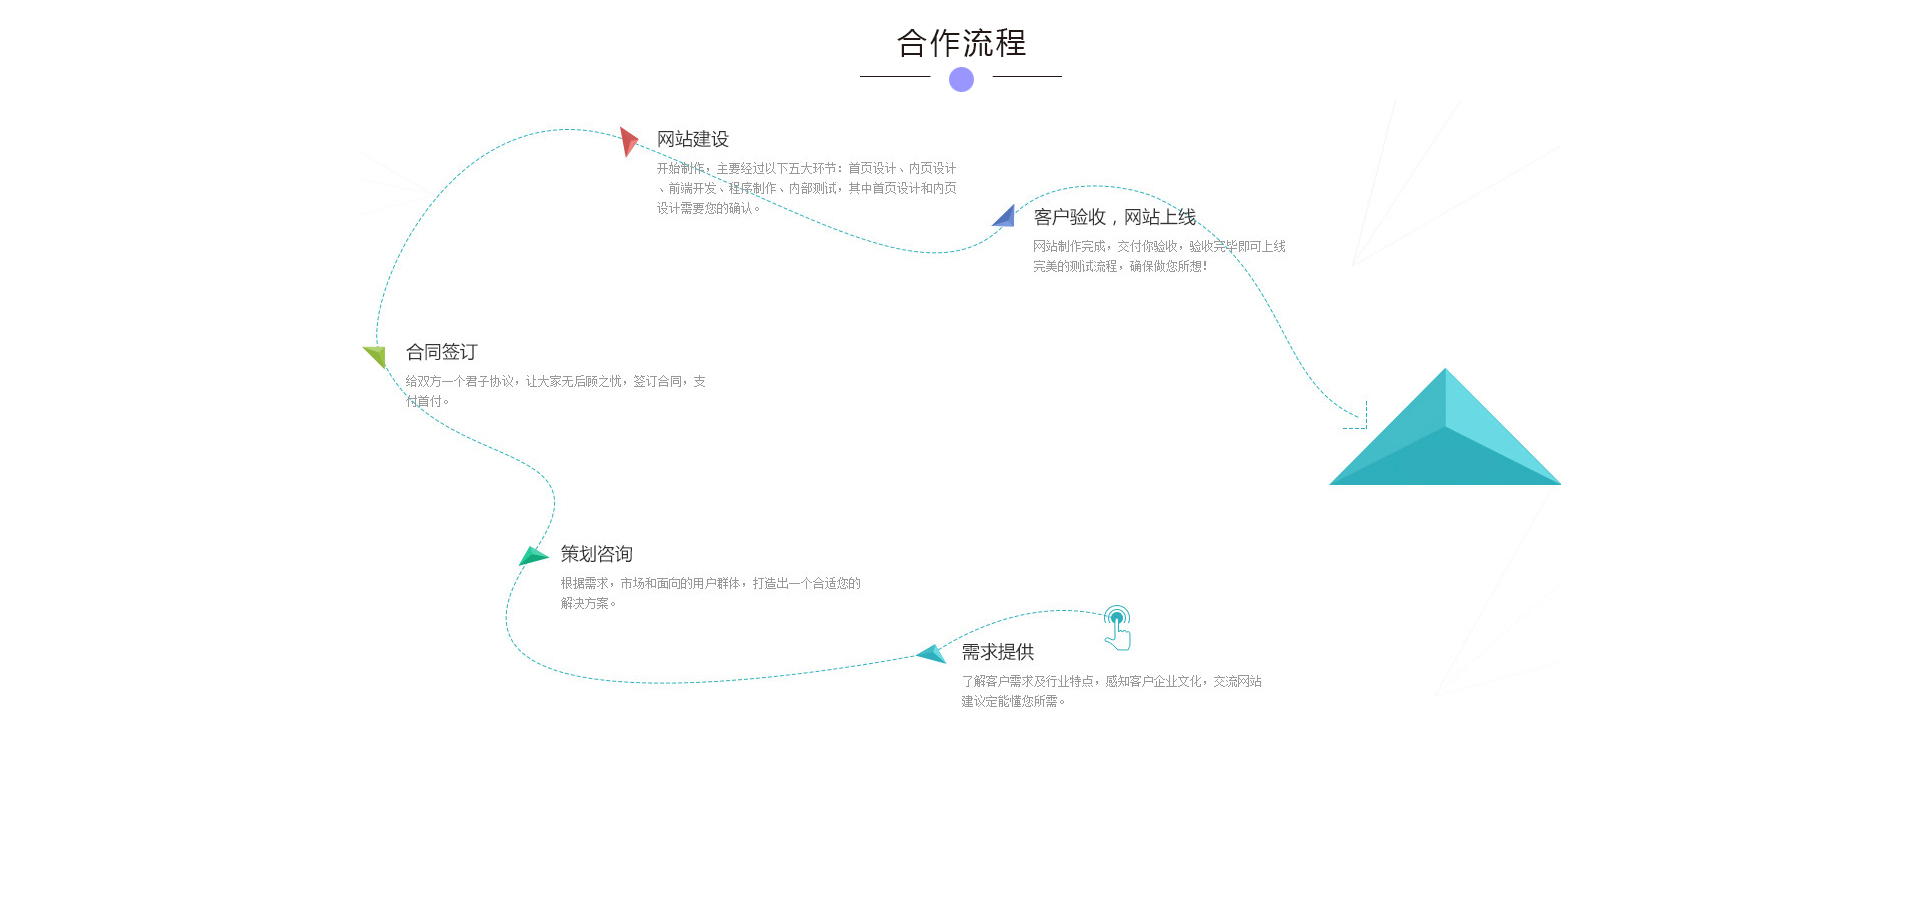 合作流程
网站建设
开始制作，主要经过以下五大环节：首页设计、内页设计
、前端开发、程序制作、内部测试，其中首页设计和内页
设计需要您的确认。
客户验收，网站上线
网站制作完成，交付你验收，验收完毕即可上线
完美的测试流程，确保做您所想！
合同签订
给双方一个君子协议，让大家无后顾之忧，签订合同，支
付首付。
策划咨询
根据需求，市场和面向的用户群体，打造出一个合适您的
解决方案。
需求提供
了解客户需求及行业特点，感知客户企业文化，交流网站
建议定能懂您所需。